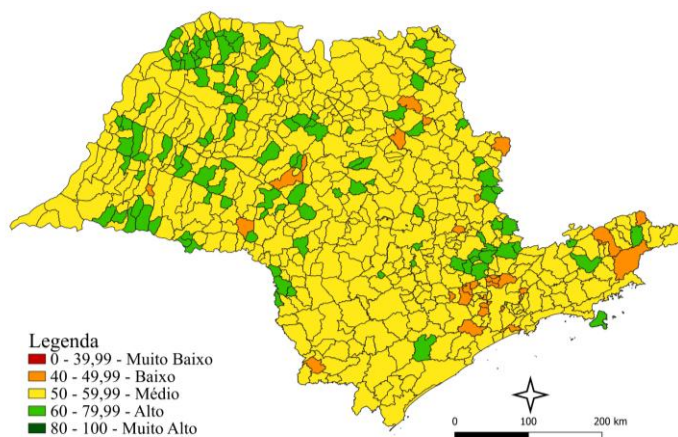 Legenda
0 - 39,99 - Muito Baixo
40 - 49,99 - Baixo
50 - 59,99 - Médio
60 - 79,99 - Alto
80 - 100 - Muito Alto
0 100 200 km